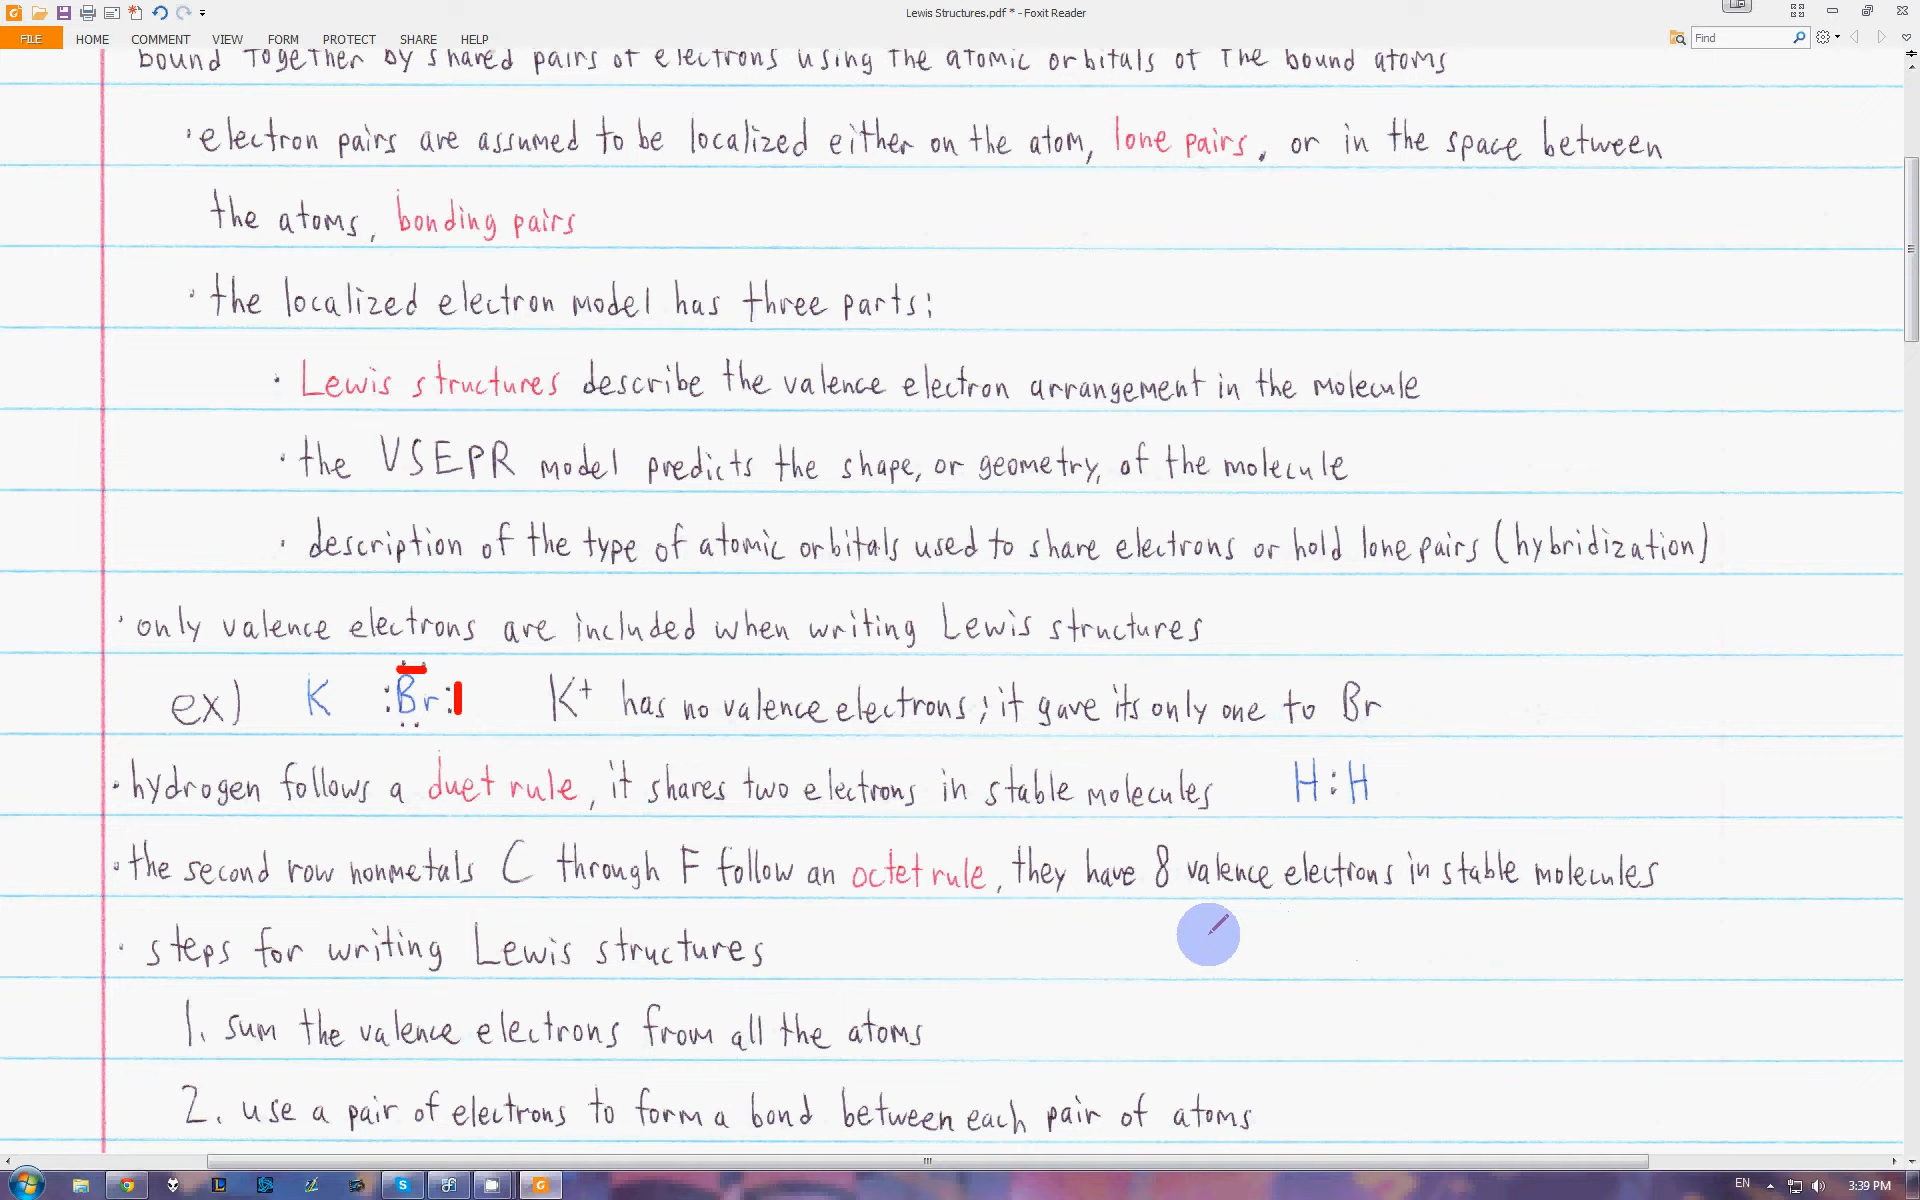 Lewis Structures.pdf * - Foxit Reader
FILE HOME COMMENT VIEW FORM PROTECT SHARE HELP
Find
bound together by shared pairs of electrons using the atomic orbitals of the bound atoms
· electron pairs are assumed to be localized either on the atom, lone pairs, or in the space between
the atoms, bonding pairs
· the localized electron model has three parts:
· Lewis structures describe the valence electron arrangement in the molecule
· the VSEPR model predicts the shape, or geometry, of the molecule
· description of the type of atomic orbitals used to share electrons or hold lone pairs (hybridization)
· only valence electrons are included when writing Lewis structures
ex) K :Br: K+ has no valence electrons; it gave its only one to Br
· hydrogen follows a duet rule, it shares two electrons in stable molecules H:H
· the second row nonmetals C through F follow an octet rule, they have 8 valence electrons in stable molecules
· steps for writing Lewis structures
1. sum the valence electrons from all the atoms
2. use a pair of electrons to form a bond between each pair of atoms
EN 3:39 PM